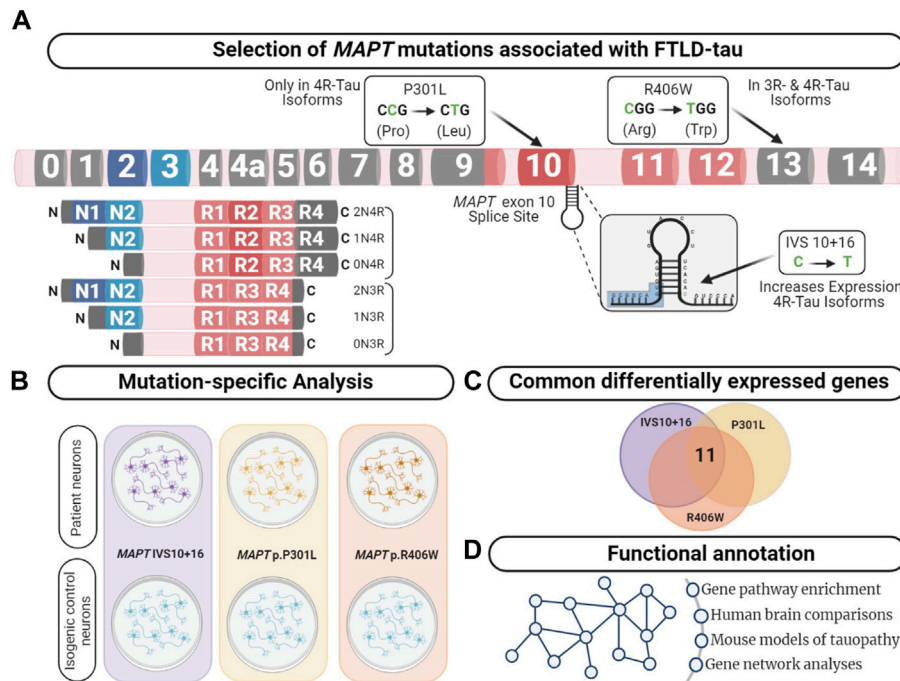 A
Selection of MAPT mutations associated with FTLD-tau
Only in 4R-Tau
Isoforms
P301L
CCG → CTG
(Pro) (Leu)
R406W
CGG → TGG
(Arg) (Trp)
In 3R- & 4R-Tau
Isoforms
0 1 2 3 4 4a 5 6 7 8 9 10 11 12 13 14
MAPT exon 10
Splice Site
IVS 10+16
C → T
Increases Expression
4R-Tau Isoforms
N N1 N2 R1 R2 R3 R4 C 2N4R
N N2 R1 R2 R3 R4 C 1N4R
N R1 R2 R3 R4 C 0N4R
N N1 N2 R1 R3 R4 C 2N3R
N N2 R1 R3 R4 C 1N3R
N R1 R3 R4 C 0N3R
B
Mutation-specific Analysis
Patient neurons
MAPT IVS10+16
MAPT p.P301L
MAPT p.R406W
Isogenic control
neurons
C
Common differentially expressed genes
IVS10+16
P301L
11
R406W
D
Functional annotation
Gene pathway enrichment
Human brain comparisons
Mouse models of tauopathy
Gene network analyses